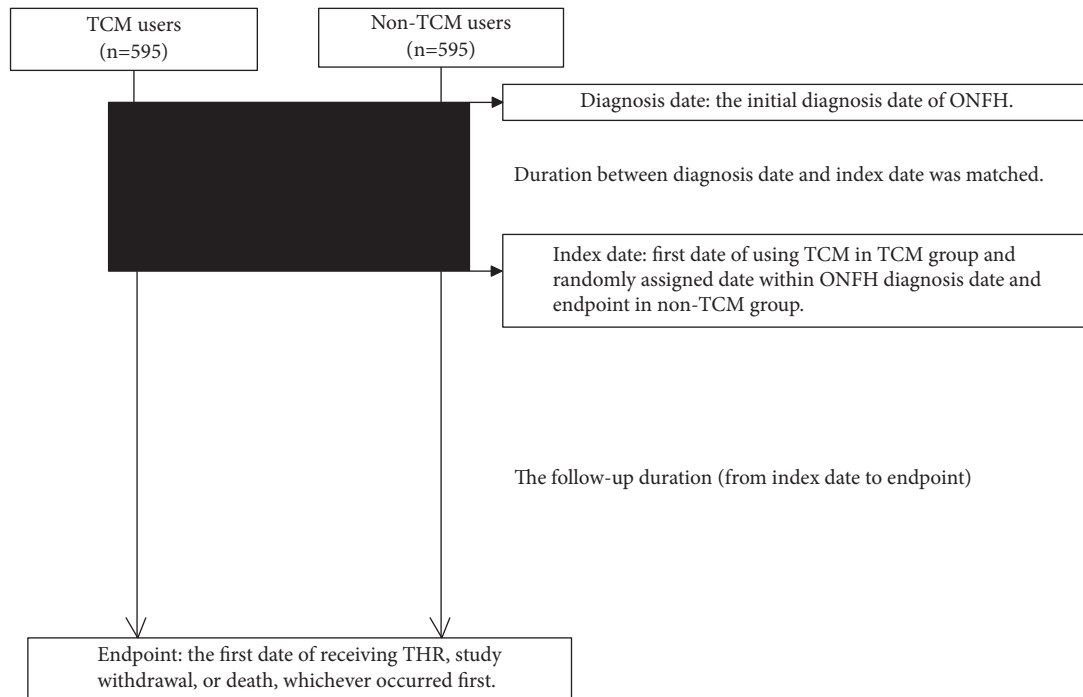 TCM users
(n=595)
Non-TCM users
(n=595)
Diagnosis date: the initial diagnosis date of ONFH.
Duration between diagnosis date and index date was matched.
Index date: first date of using TCM in TCM group and
randomly assigned date within ONFH diagnosis date and
endpoint in non-TCM group.
The follow-up duration (from index date to endpoint)
Endpoint: the first date of receiving THR, study
withdrawal, or death, whichever occurred first.